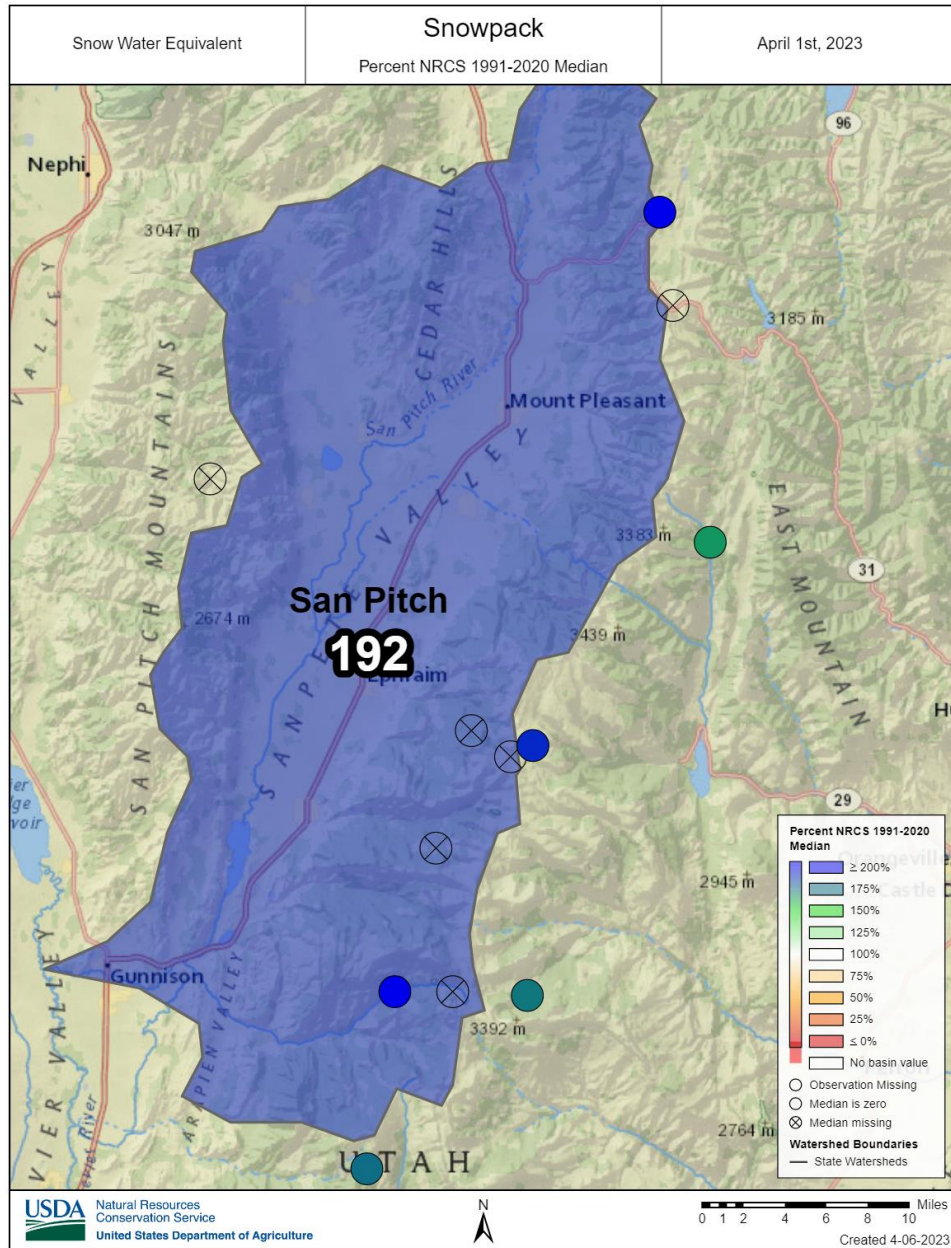 Snow Water Equivalent
Snowpack
Percent NRCS 1991-2020 Median
April 1st, 2023
96
Nephi
3047 m
CEDAR HILLS
3185 m
VALLEY
San pitch River
Mount Pleasant
SAN PITCH MOUNTAINS
SANPETE VALLEY
EAST MOUNTAIN
3383 m
31
San Pitch
2674 m
192
3439 m
Ephraim
29
2945 m
Gunnison
ARAPIEN VALLEY
VIER VALLEY
3392 m
2764 m
UTAH
Percent NRCS 1991-2020
Median
≥ 200%
175%
150%
125%
100%
75%
50%
25%
≤ 0%
No basin value
Observation Missing
Median is zero
Median missing
Watershed Boundaries
State Watersheds
USDA
Natural Resources
Conservation Service
United States Department of Agriculture
N
Miles
0 1 2 4 6 8 10
Created 4-06-2023